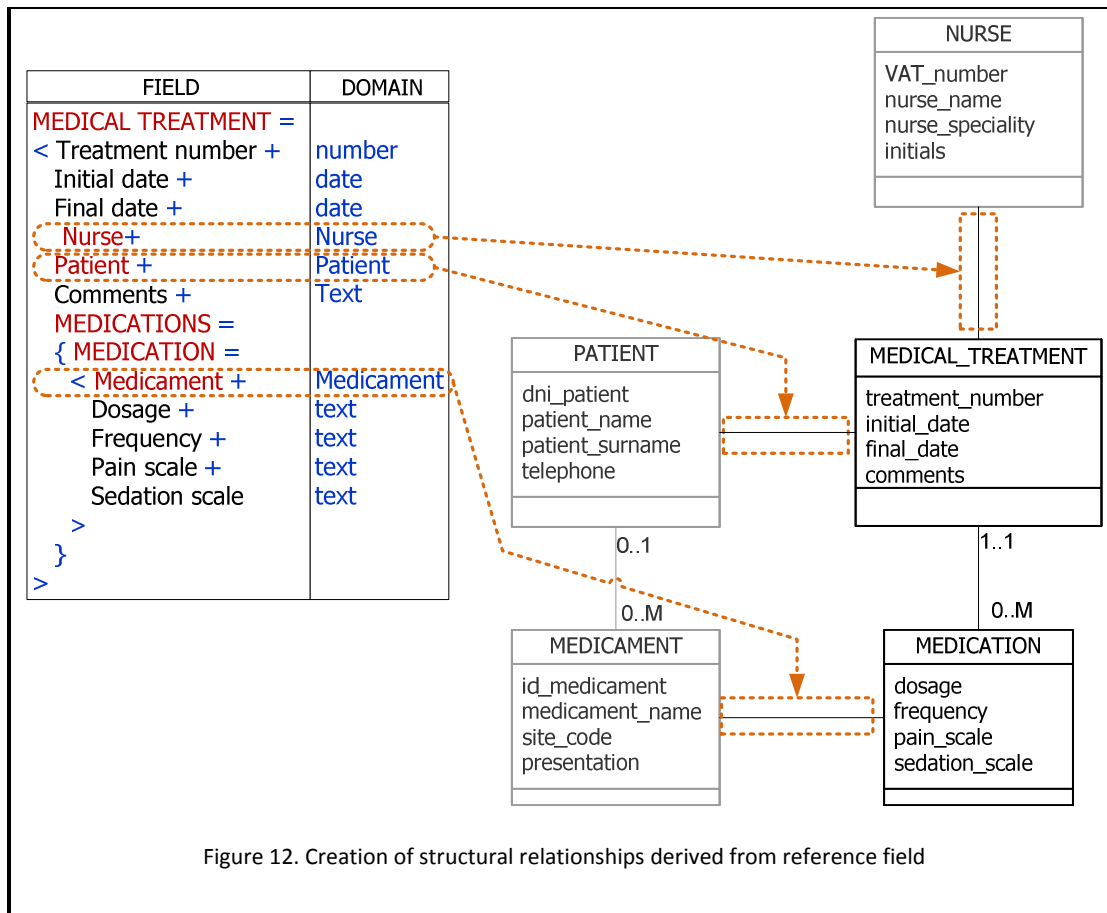 FIELD DOMAIN
MEDICAL TREATMENT =
< Treatment number + number
Initial date + date
Final date + date
Nurse+ Nurse
Patient + Patient
Comments + Text
MEDICATIONS =
{ MEDICATION =
< Medicament + Medicament
Dosage + text
Frequency + text
Pain scale + text
Sedation scale text
>
}
>
NURSE
VAT_number
nurse_name
nurse_speciality
initials
PATIENT
dni_patient
patient_name
patient_surname
telephone
MEDICAL_TREATMENT
treatment_number
initial_date
final_date
comments
0..1
0..M
1..1
0..M
MEDICAMENT
id_medicament
medicament_name
site_code
presentation
MEDICATION
dosage
frequency
pain_scale
sedation_scale
Figure 12. Creation of structural relationships derived from reference field